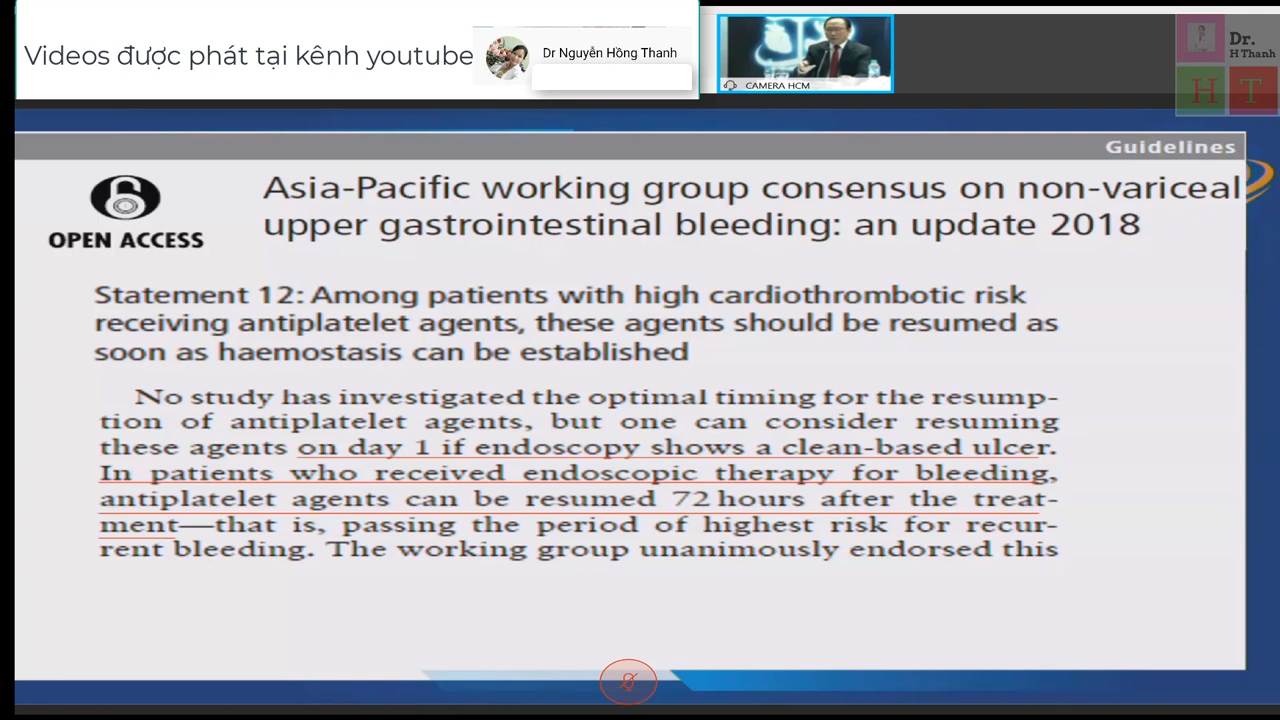 Videos được phát tại kênh youtube
Dr Nguyễn Hồng Thanh
CAMERA HCM
Dr.
H Thanh
H T
Guidelines
OPEN ACCESS
Asia-Pacific working group consensus on non-variceal
upper gastrointestinal bleeding: an update 2018
Statement 12: Among patients with high cardiothrombotic risk
receiving antiplatelet agents, these agents should be resumed as
soon as haemostasis can be established
No study has investigated the optimal timing for the resump-
tion of antiplatelet agents, but one can consider resuming
these agents on day 1 if endoscopy shows a clean-based ulcer.
In patients who received endoscopic therapy for bleeding,
antiplatelet agents can be resumed 72 hours after the treat-
ment—that is, passing the period of highest risk for recur-
rent bleeding. The working group unanimously endorsed this